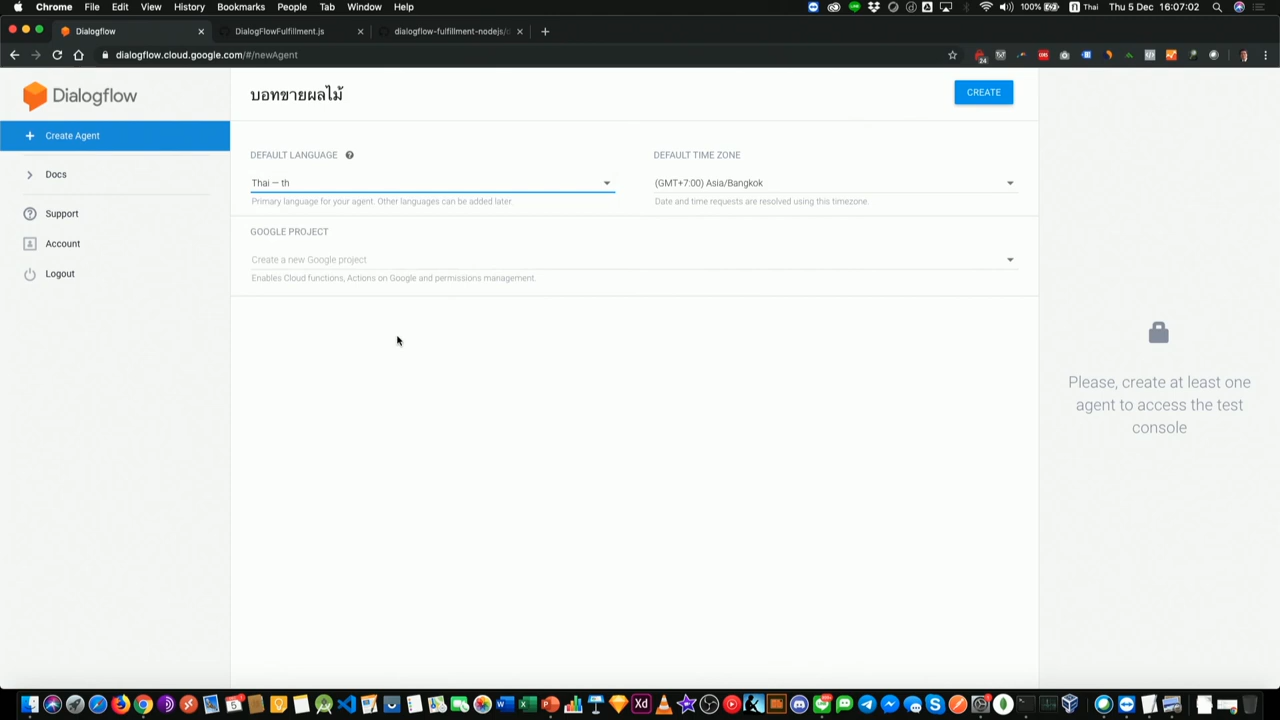 Chrome File Edit View History Bookmarks People Tab Window Help 100% Thai Thu 5 Dec 16:07:02
Dialogflow DialogFlowFulfillment.js dialogflow-fulfillment-nodejs/
dialogflow.cloud.google.com/#/newAgent
24
Dialogflow
บอทขายผลไม้
CREATE
Create Agent
DEFAULT LANGUAGE
DEFAULT TIME ZONE
Docs
Thai — th
(GMT+7:00) Asia/Bangkok
Primary language for your agent. Other languages can be added later.
Date and time requests are resolved using this timezone.
Support
GOOGLE PROJECT
Account
Create a new Google project
Logout
Enables Cloud functions, Actions on Google and permissions management.
Please, create at least one
agent to access the test
console
Xd